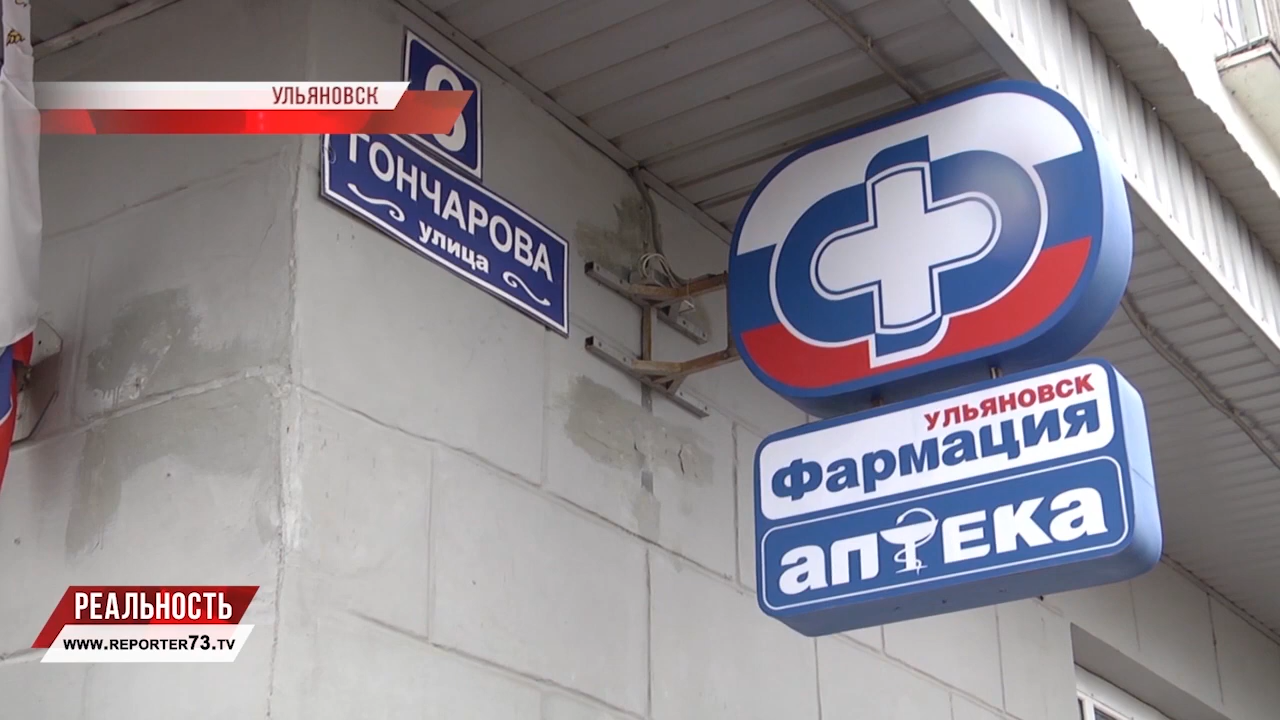 УЛЬЯНОВСК
ГОНЧАРОВА
улица
УЛЬЯНОВСК
Фармация
аптека
РЕАЛЬНОСТЬ
WWW.REPORTER73.TV